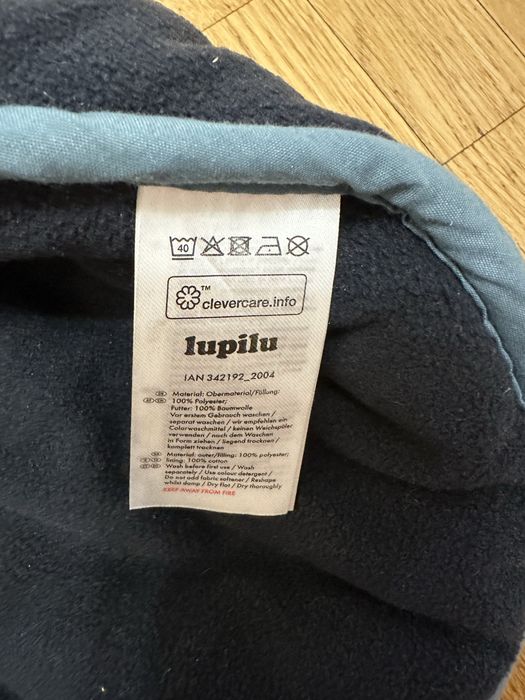 40
™
clevercare.info
lupilu
IAN 342192_2004
Material: Obermaterial/Füllung:
100% Polyester;
Futter: 100% Baumwolle
Vor erstem Gebrauch waschen /
separat waschen / wir empfehlen ein
Colorwaschmittel / keinen Weichspüler
verwenden / nach dem Waschen
in Form ziehen / liegend trocknen /
komplett trocknen
Material: outer/filling: 100% polyester;
lining: 100% cotton
Wash before first use / Wash
separately / Use colour detergent /
Do not add fabric softener / Reshape
whilst damp / Dry flat / Dry thoroughly
KEEP AWAY FROM FIRE